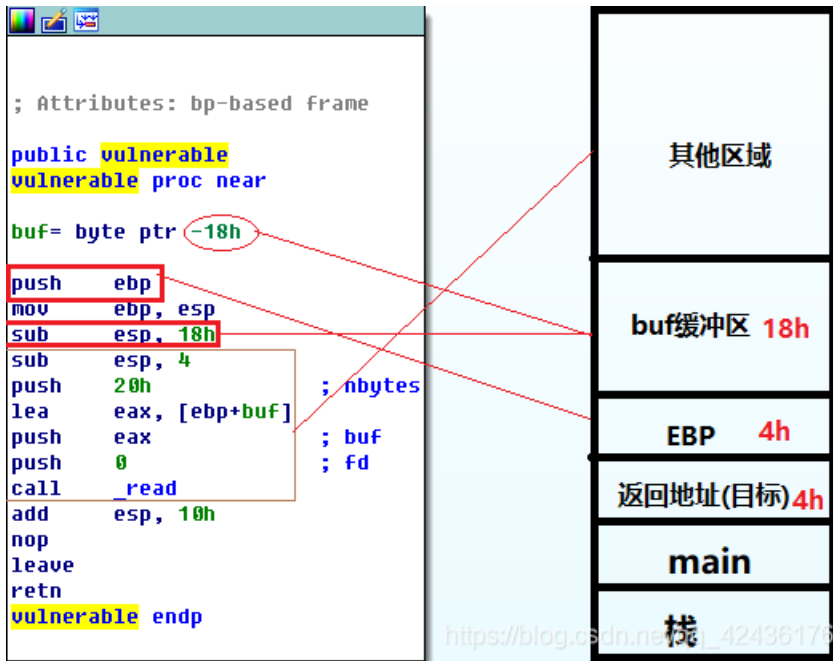 ; Attributes: bp-based frame
public vulnerable
vulnerable proc near
buf= byte ptr -18h
push ebp
mov ebp, esp
sub esp, 18h
sub esp, 4
push 20h ; nbytes
lea eax, [ebp+buf]
push eax ; buf
push 0 ; fd
call _read
add esp, 10h
nop
leave
retn
vulnerable endp
其他区域
buf缓冲区 18h
EBP 4h
返回地址(目标)4h
main
栈
https://blog.csdn.net/qq_42436176